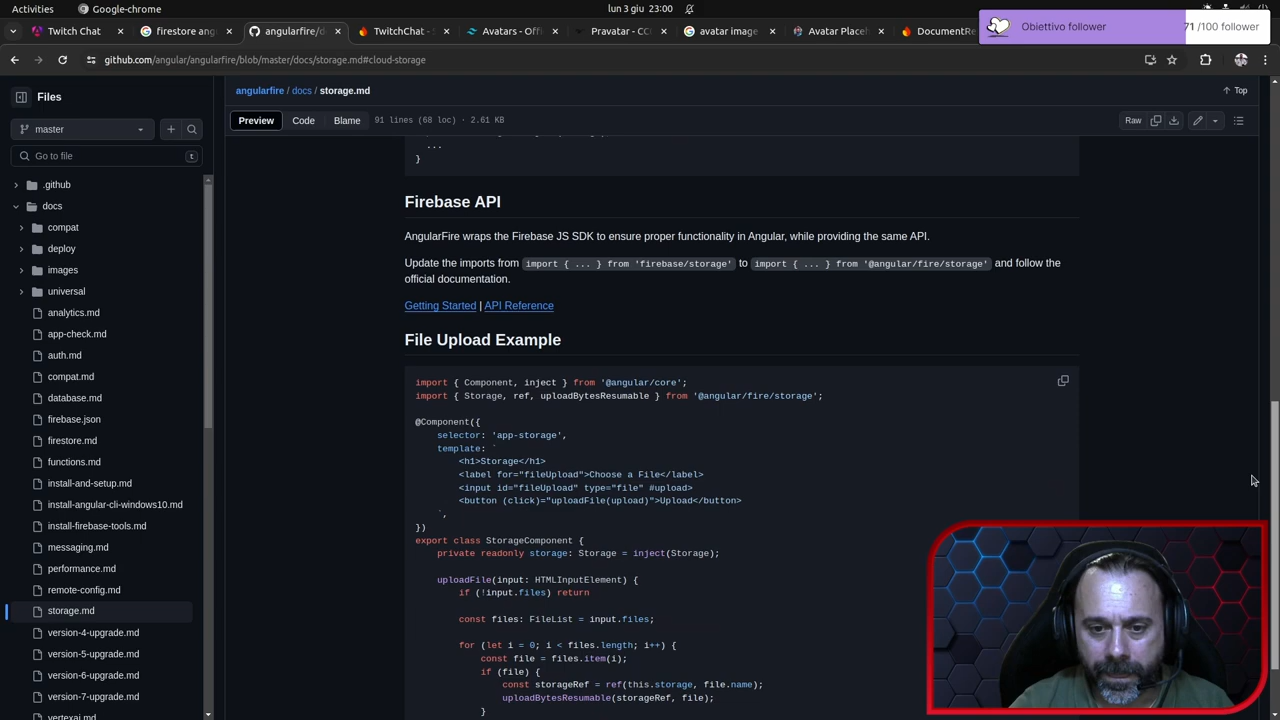 Activities
Google-chrome
lun 3 giu 23:00
Twitch Chat
firestore ang
angularfire/d
TwitchChat -
Pravatar - CC
avatar image
Avatar Placel
DocumentRe
Obiettivo follower
71 /100 follower
github.com/angular/angularfire/blob/master/docs/storage.md#cloud-storage
Files
angularfire / docs / storage.md
Top
master
Preview
Code
Blame
91 lines (68 loc) · 2.61 KB
Raw
Go to file
t
.github
docs
compat
deploy
images
universal
analytics.md
app-check.md
auth.md
compat.md
database.md
firebase.json
firestore.md
functions.md
install-and-setup.md
install-angular-cli-windows10.md
install-firebase-tools.md
messaging.md
performance.md
remote-config.md
storage.md
version-4-upgrade.md
version-5-upgrade.md
version-6-upgrade.md
version-7-upgrade.md
vertexai.md
...
}
Firebase API
AngularFire wraps the Firebase JS SDK to ensure proper functionality in Angular, while providing the same API.
Update the imports from import { ... } from 'firebase/storage' to import { ... } from '@angular/fire/storage' and follow the
official documentation.
Getting Started | API Reference
File Upload Example
import { Component, inject } from '@angular/core';
import { Storage, ref, uploadBytesResumable } from '@angular/fire/storage';
@Component({
selector: 'app-storage',
template: `
<h1>Storage</h1>
<label for="fileUpload">Choose a File</label>
<input id="fileUpload" type="file" #upload>
<button (click)="uploadFile(upload)">Upload</button>
`,
})
export class StorageComponent {
private readonly storage: Storage = inject(Storage);
uploadFile(input: HTMLInputElement) {
if (!input.files) return
const files: FileList = input.files;
for (let i = 0; i < files.length; i++) {
const file = files.item(i);
if (file) {
const storageRef = ref(this.storage, file.name);
uploadBytesResumable(storageRef, file);
}